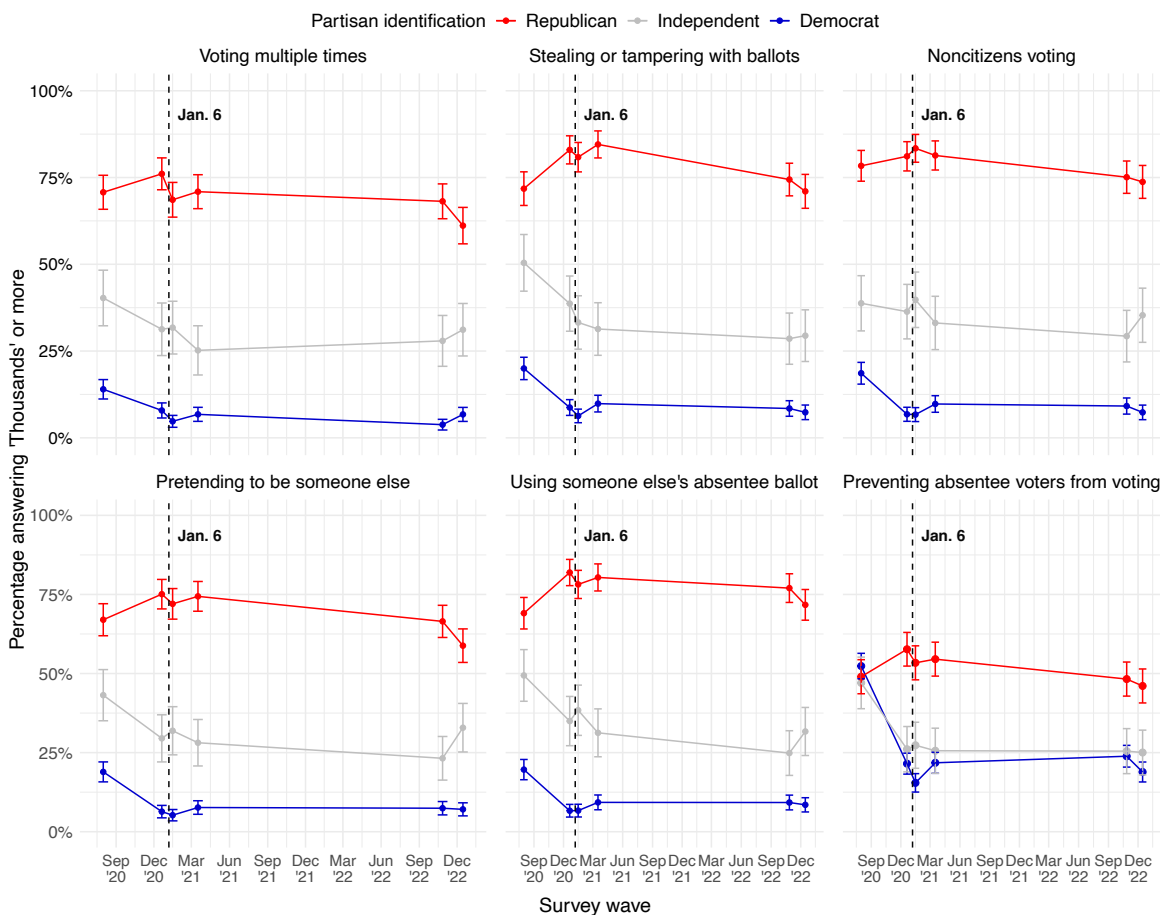 Partisan identification Republican Independent Democrat
Voting multiple times Stealing or tampering with ballots Noncitizens voting
100%
75%
50%
25%
0%
Jan. 6 Jan. 6 Jan. 6
Pretending to be someone else Using someone else's absentee ballot Preventing absentee voters from voting
100%
75%
50%
25%
0%
Jan. 6 Jan. 6 Jan. 6
Sep Dec Mar Jun Sep Dec Mar Jun Sep Dec Sep Dec Mar Jun Sep Dec Mar Jun Sep Dec Sep Dec Mar Jun Sep Dec Mar Jun Sep Dec
'20 '20 '21 '21 '21 '21 '22 '22 '22 '22 '20 '20 '21 '21 '21 '21 '22 '22 '22 '22 '20 '20 '21 '21 '21 '21 '22 '22 '22 '22
Survey wave
Percentage answering 'Thousands' or more